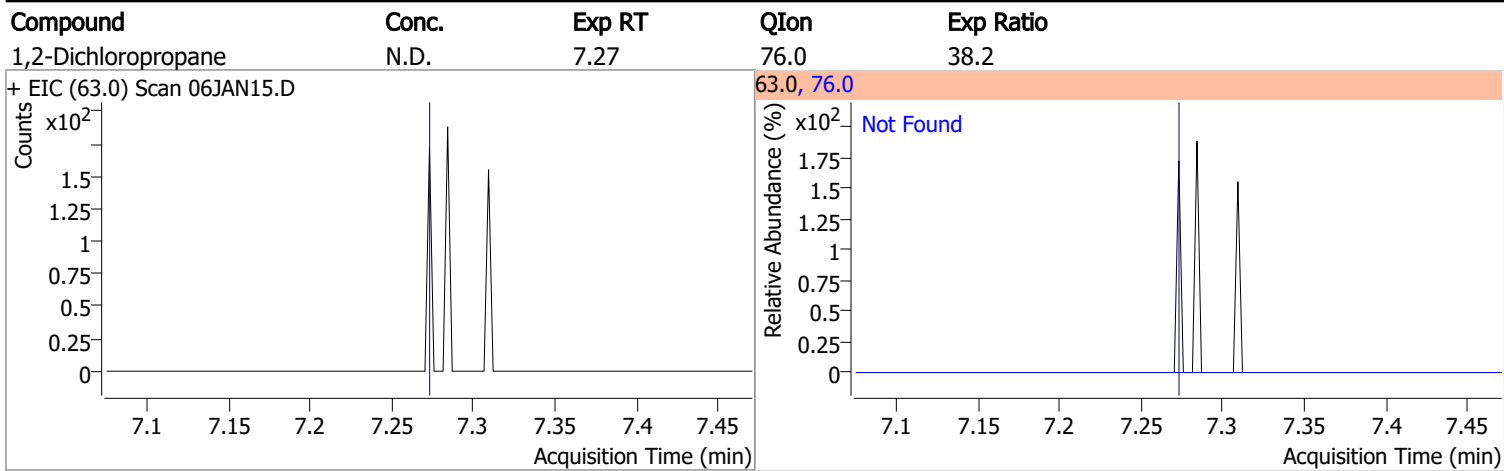 Compound Conc. Exp RT QIon Exp Ratio
1,2-Dichloropropane N.D. 7.27 76.0 38.2
+ EIC (63.0) Scan 06JAN15.D
Counts
x10²
1.5
1.25
1
0.75
0.5
0.25
0
7.1 7.15 7.2 7.25 7.3 7.35 7.4 7.45
Acquisition Time (min)
63.0, 76.0
Relative Abundance (%)
x10²
Not Found
1.75
1.5
1.25
1
0.75
0.5
0.25
0
7.1 7.15 7.2 7.25 7.3 7.35 7.4 7.45
Acquisition Time (min)